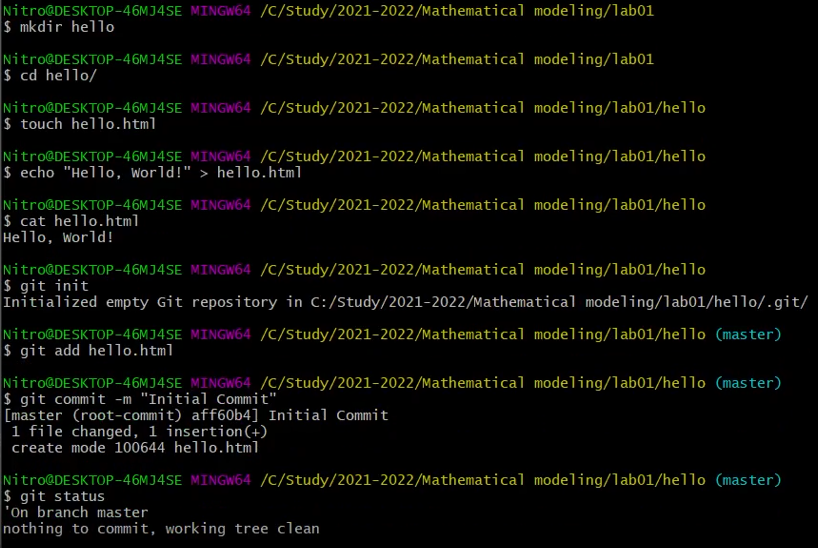 Nitro@DESKTOP-46MJ4SE MINGW64 /C/Study/2021-2022/Mathematical modeling/lab01
$ mkdir hello
Nitro@DESKTOP-46MJ4SE MINGW64 /C/Study/2021-2022/Mathematical modeling/lab01
$ cd hello/
Nitro@DESKTOP-46MJ4SE MINGW64 /C/Study/2021-2022/Mathematical modeling/lab01/hello
$ touch hello.html
Nitro@DESKTOP-46MJ4SE MINGW64 /C/Study/2021-2022/Mathematical modeling/lab01/hello
$ echo "Hello, World!" > hello.html
Nitro@DESKTOP-46MJ4SE MINGW64 /C/Study/2021-2022/Mathematical modeling/lab01/hello
$ cat hello.html
Hello, World!
Nitro@DESKTOP-46MJ4SE MINGW64 /C/Study/2021-2022/Mathematical modeling/lab01/hello
$ git init
Initialized empty Git repository in C:/Study/2021-2022/Mathematical modeling/lab01/hello/.git/
Nitro@DESKTOP-46MJ4SE MINGW64 /C/Study/2021-2022/Mathematical modeling/lab01/hello (master)
$ git add hello.html
Nitro@DESKTOP-46MJ4SE MINGW64 /C/Study/2021-2022/Mathematical modeling/lab01/hello (master)
$ git commit -m "Initial Commit"
[master (root-commit) aff60b4] Initial Commit
 1 file changed, 1 insertion(+)
 create mode 100644 hello.html
Nitro@DESKTOP-46MJ4SE MINGW64 /C/Study/2021-2022/Mathematical modeling/lab01/hello (master)
$ git status
'On branch master
nothing to commit, working tree clean